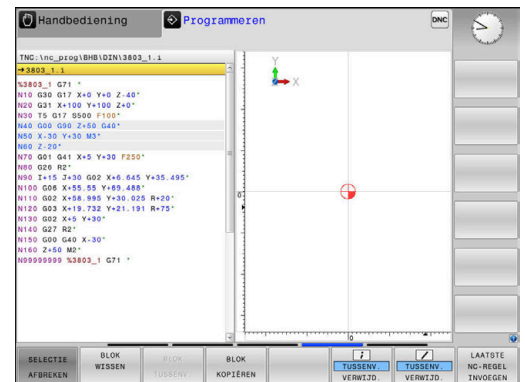 Handbediening
Programmeren
DNC
TNC:\nc_prog\BHB\DIN\3803_1.i
→3803_1.i
%3803_1 G71 *
N10 G30 G17 X+0 Y+0 Z-40*
N20 G31 X+100 Y+100 Z+0*
N30 T5 G17 S500 F100*
N40 G00 G90 Z+50 G40*
N50 X-30 Y+30 M3*
N60 Z-20*
N70 G01 G41 X+5 Y+30 F250*
N80 G26 R2*
N90 I+15 J+30 G02 X+6.645 Y+35.495*
N100 G06 X+55.55 Y+69.488*
N110 G02 X+58.995 Y+30.025 R+20*
N120 G03 X+19.732 Y+21.191 R+75*
N130 G02 X+5 Y+30*
N140 G27 R2*
N150 G00 G40 X-30*
N160 Z+50 M2*
N99999999 %3803_1 G71 *
Y
X
0
0
SELECTIE
AFBREKEN
BLOK
WISSEN
BLOK
TUSSENV.
BLOK
KOPIËREN
TUSSENV.
VERWIJD.
TUSSENV.
VERWIJD.
LAATSTE
NC-REGEL
INVOEGEN